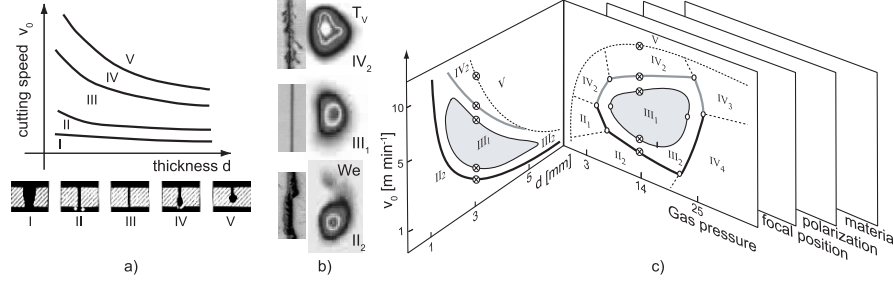 cutting speed v₀
V
IV
III
II
I
thickness d
I
II
III
IV
V
a)
T_V
IV₂
III₁
We
II₂
b)
v₀ [m min⁻¹]
10
5
1
1
3
5
d [mm]
II₂
III₁
III₂
IV₂
V
V
IV₂
IV₂
IV₃
II₁
III₁
III₂
II₂
IV₄
3
14
25
Gas pressure
focal
position
polarization
material
c)